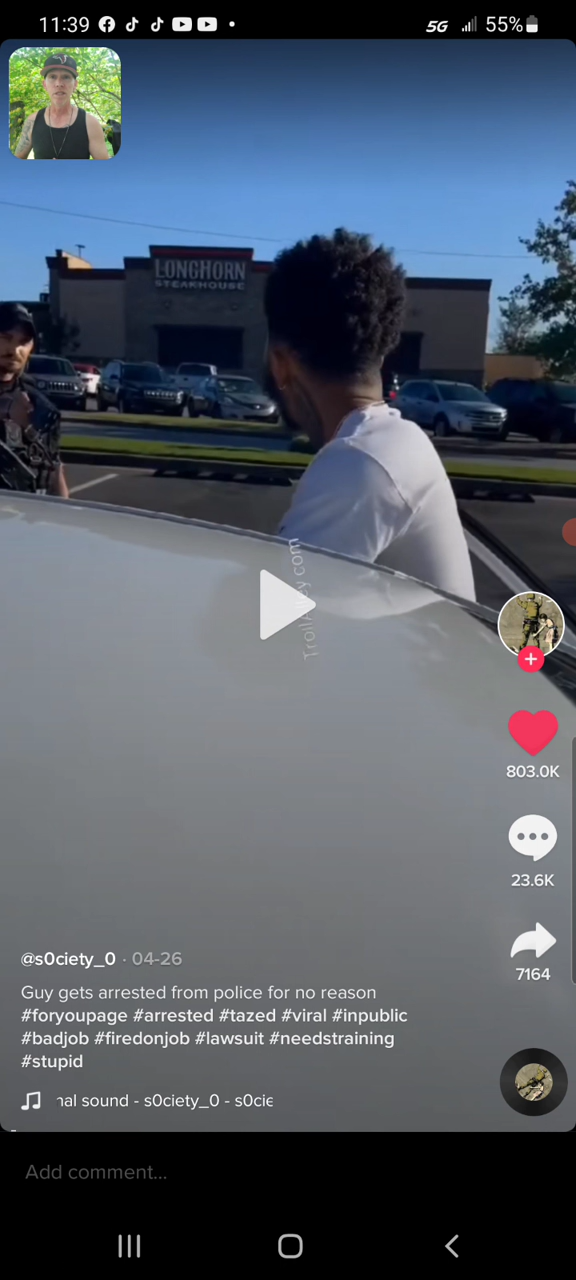 11:39
5G
55%
LONGHORN
STEAKHOUSE
TrollAlley.com
803.0K
23.6K
7164
@s0ciety_0 · 04-26
Guy gets arrested from police for no reason
#foryoupage #arrested #tazed #viral #inpublic
#badjob #firedonjob #lawsuit #needstraining
#stupid
nal sound - s0ciety_0 - s0cie
Add comment...